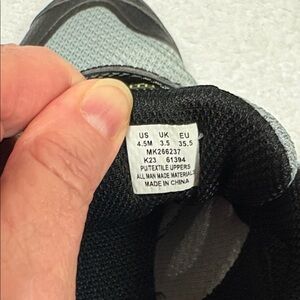 US UK EU
4.5M 3.5 35.5
MK266237
K23 61394
PU/TEXTILE UPPERS
ALL MAN MADE MATERIALS
MADE IN CHINA